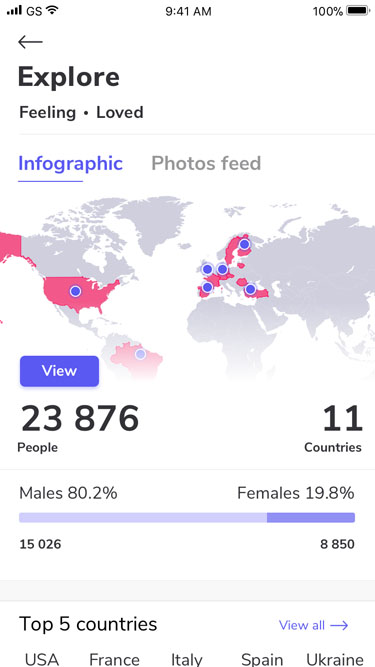 GS 9:41 AM 100%
Explore
Feeling • Loved
Infographic Photos feed
View
23 876 11
People Countries
Males 80.2% Females 19.8%
15 026 8 850
Top 5 countries View all
USA France Italy Spain Ukraine